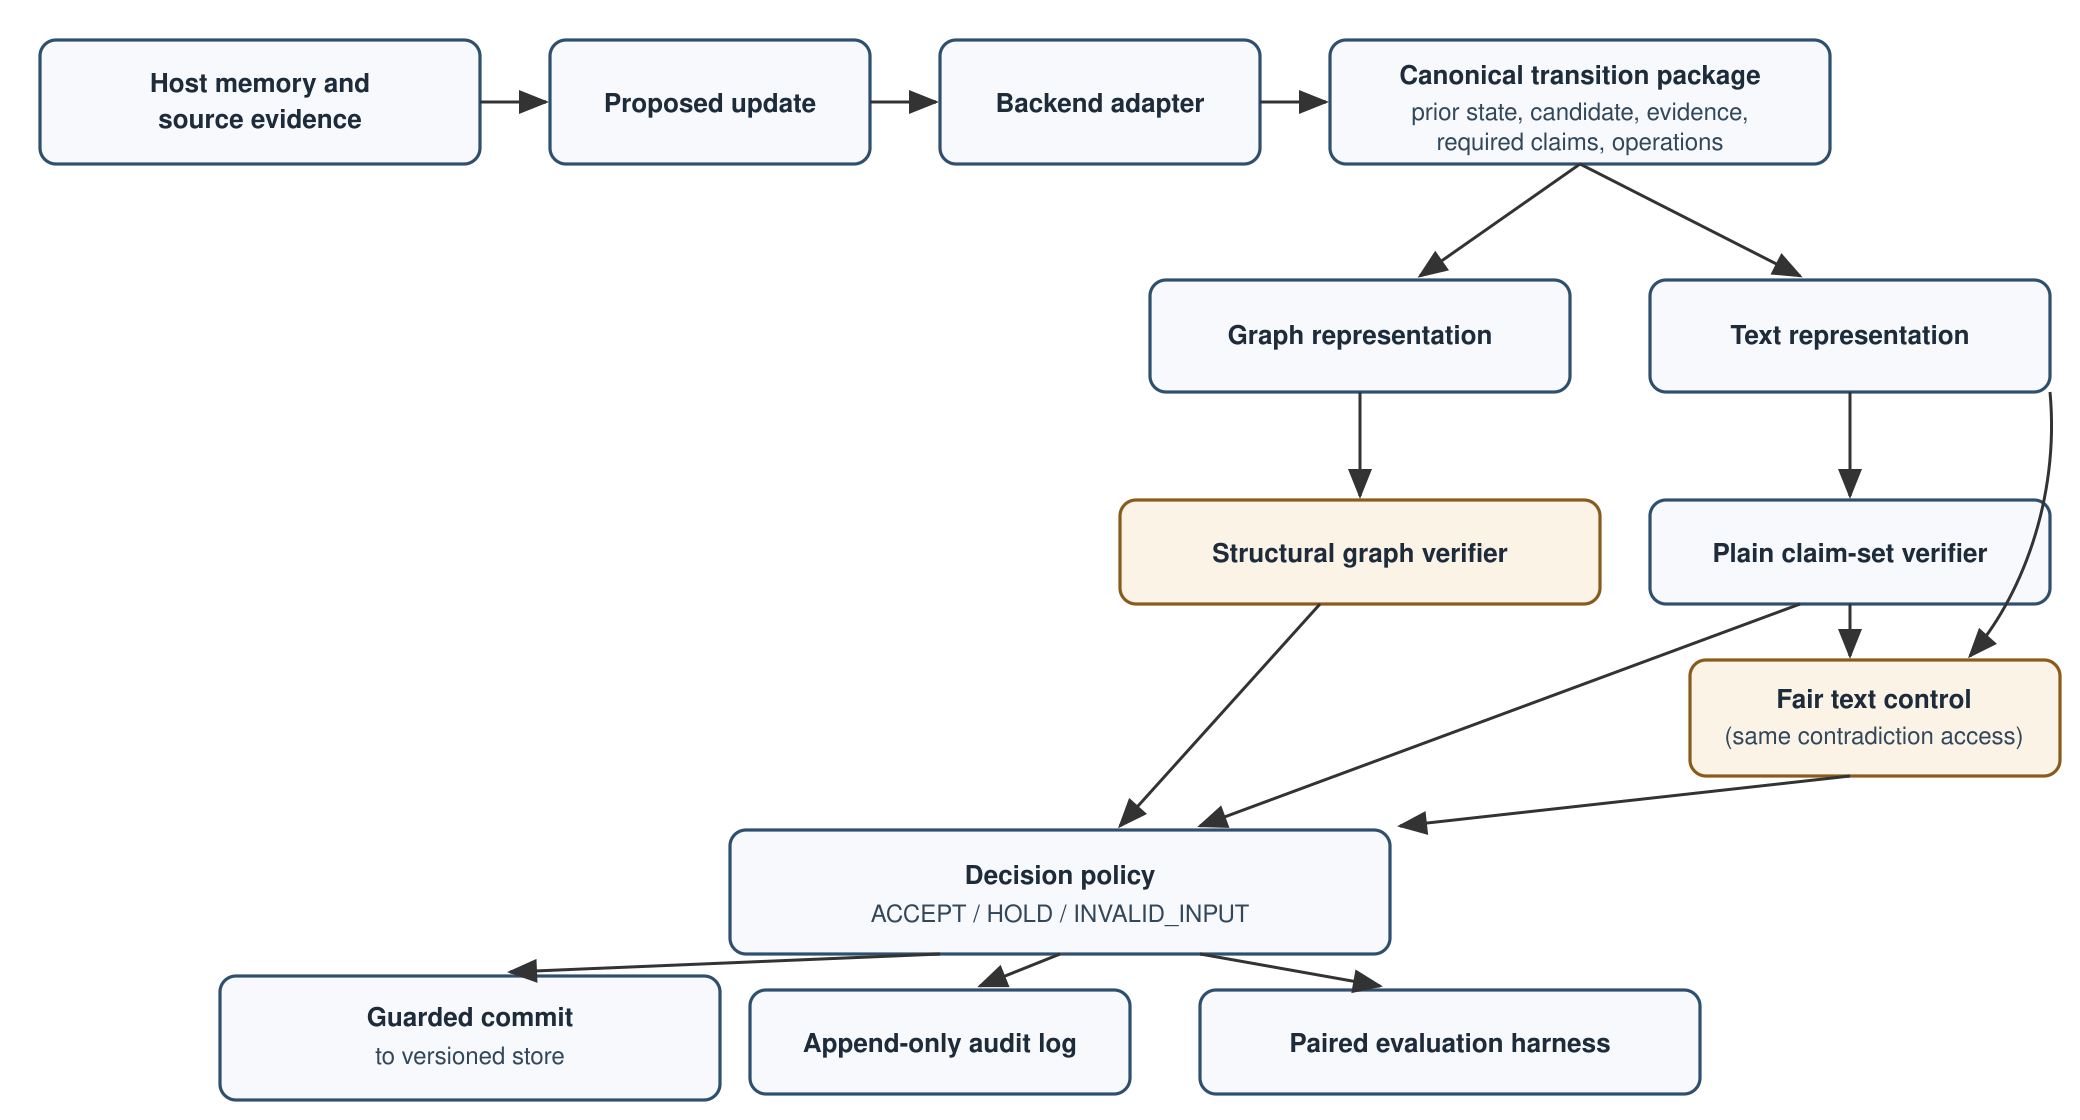 Host memory and
source evidence
Proposed update
Backend adapter
Canonical transition package
prior state, candidate, evidence,
required claims, operations
Graph representation
Text representation
Structural graph verifier
Plain claim-set verifier
Fair text control
(same contradiction access)
Decision policy
ACCEPT / HOLD / INVALID_INPUT
Guarded commit
to versioned store
Append-only audit log
Paired evaluation harness